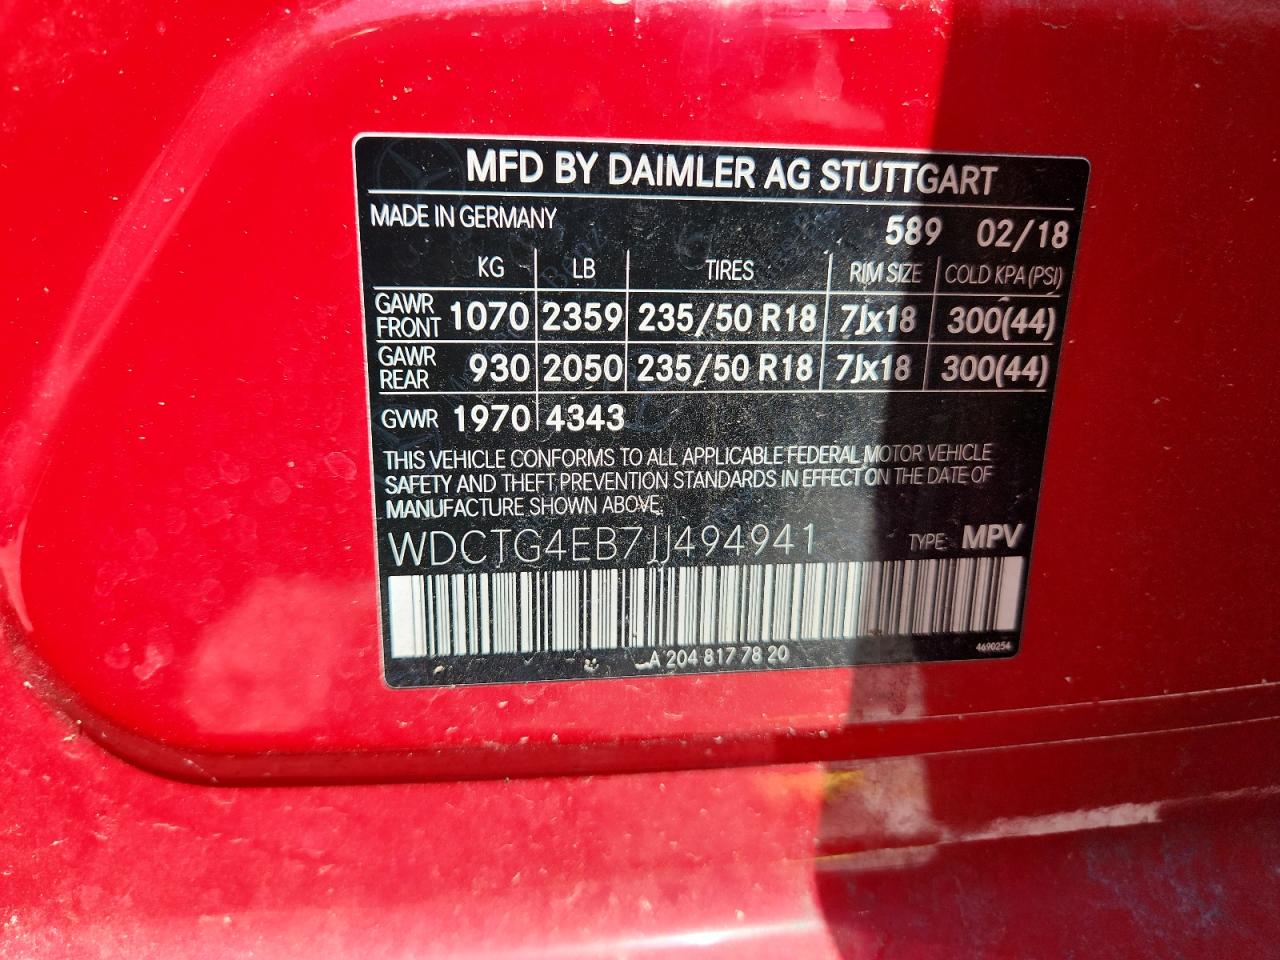 MFD BY DAIMLER AG STUTTGART
MADE IN GERMANY 589 02/18
KG LB TIRES RIM SIZE COLD KPA (PSI)
GAWR FRONT 1070 2359 235/50 R18 7Jx18 300(44)
GAWR REAR 930 2050 235/50 R18 7Jx18 300(44)
GVWR 1970 4343
THIS VEHICLE CONFORMS TO ALL APPLICABLE FEDERAL MOTOR VEHICLE
SAFETY AND THEFT PREVENTION STANDARDS IN EFFECT ON THE DATE OF
MANUFACTURE SHOWN ABOVE.
WDCTG4EB7JJ494941 TYPE: MPV
A 204 817 78 20 4690254